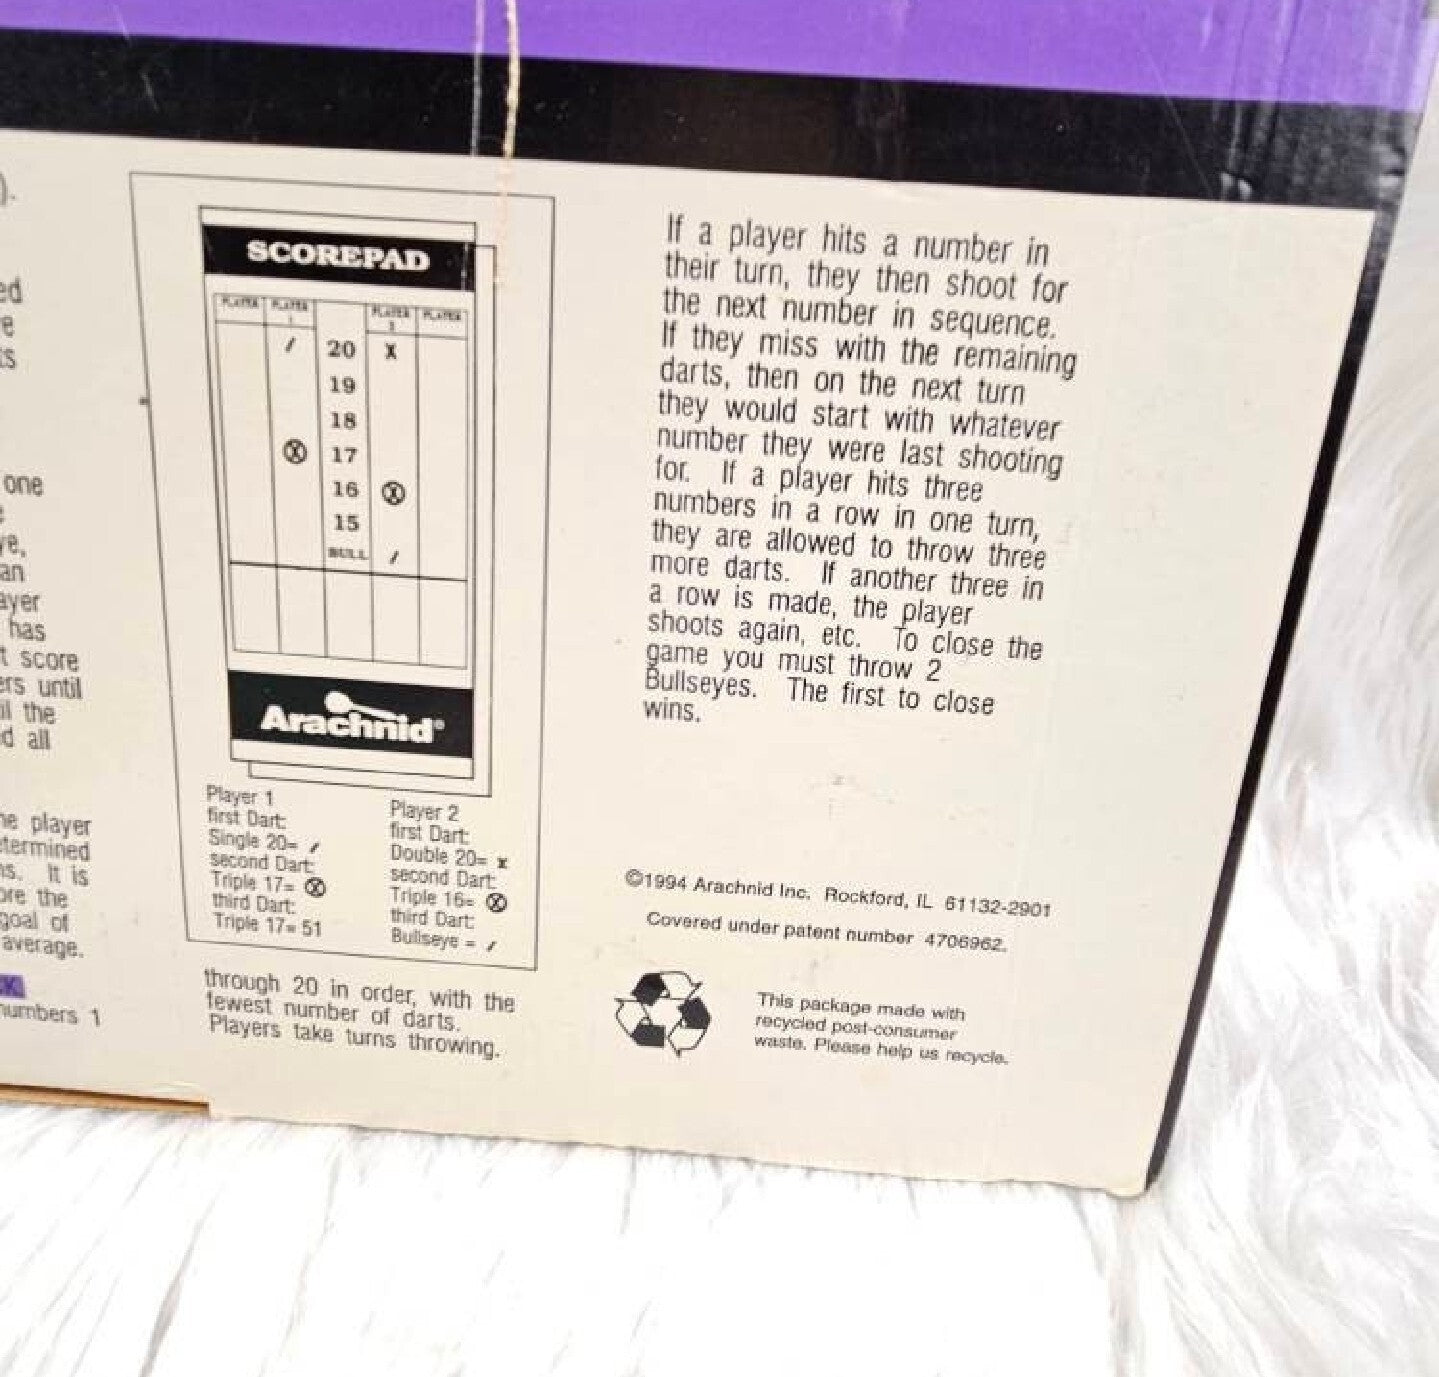 ).
ed
e
ts
one
ve,
an
ayer
has
t score
ers until
il the
d all
he player
etermined
ns. It is
ore the
goal of
average.
numbers 1
SCOREPAD
PLAYER PLAYER 1 PLAYER 2 PLAYER
/ 20 X
19
18
Ⓧ 17
16 Ⓧ
15
BULL /
Arachnid®
Player 1
first Dart:
Single 20= /
second Dart:
Triple 17= Ⓧ
third Dart:
Triple 17= 51
Player 2
first Dart:
Double 20= x
second Dart:
Triple 16= Ⓧ
third Dart:
Bullseye = /
through 20 in order, with the
fewest number of darts.
Players take turns throwing.
If a player hits a number in
their turn, they then shoot for
the next number in sequence.
If they miss with the remaining
darts, then on the next turn
they would start with whatever
number they were last shooting
for. If a player hits three
numbers in a row in one turn,
they are allowed to throw three
more darts. If another three in
a row is made, the player
shoots again, etc. To close the
game you must throw 2
Bullseyes. The first to close
wins.
©1994 Arachnid Inc. Rockford, IL 61132-2901
Covered under patent number 4706962.
This package made with
recycled post-consumer
waste. Please help us recycle.